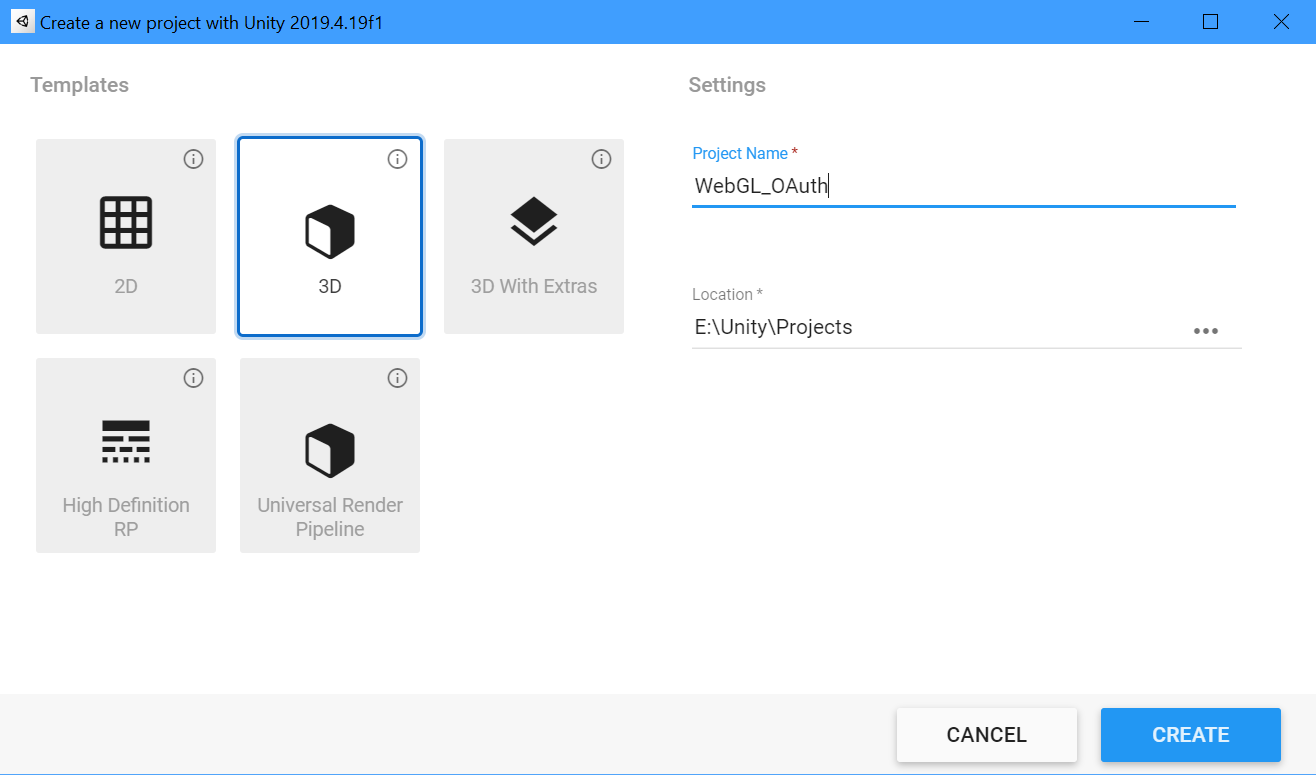 Create a new project with Unity 2019.4.19f1
Templates
Settings
2D
3D
3D With Extras
High Definition
RP
Universal Render
Pipeline
Project Name *
WebGL_OAuth
Location *
E:\Unity\Projects
CANCEL
CREATE